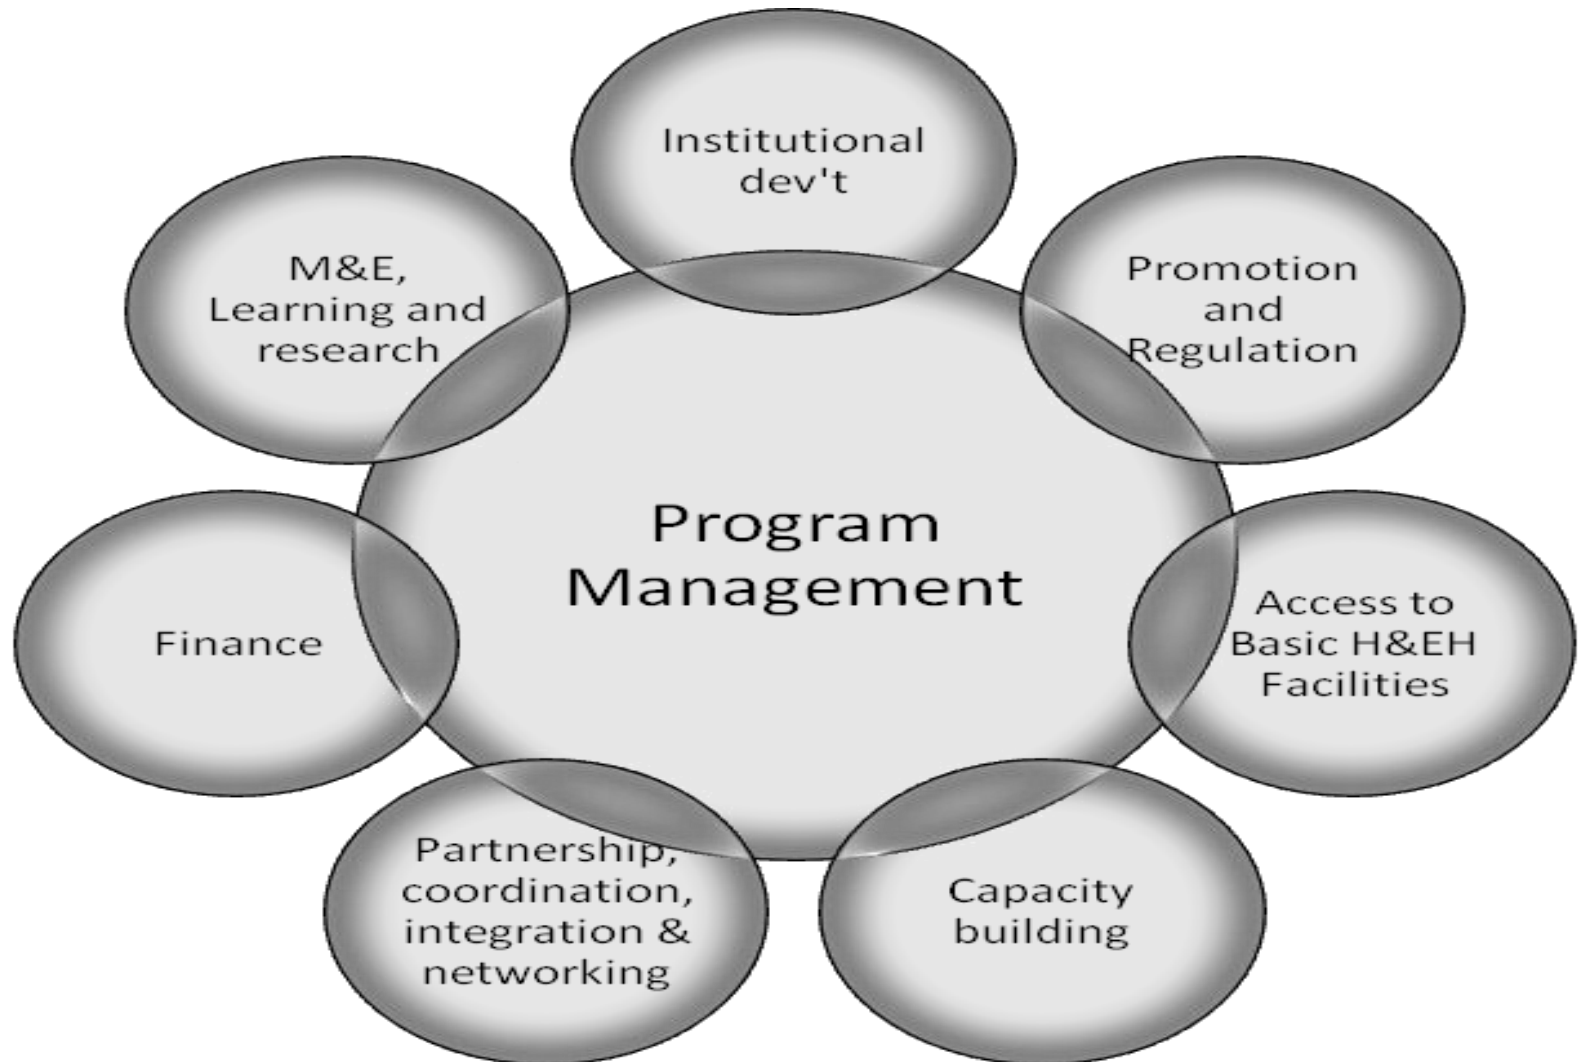 Institutional
dev't
Promotion
and
Regulation
Access to
Basic H&EH
Facilities
Capacity
building
Partnership,
coordination,
integration &
networking
Finance
M&E,
Learning and
research
Program
Management